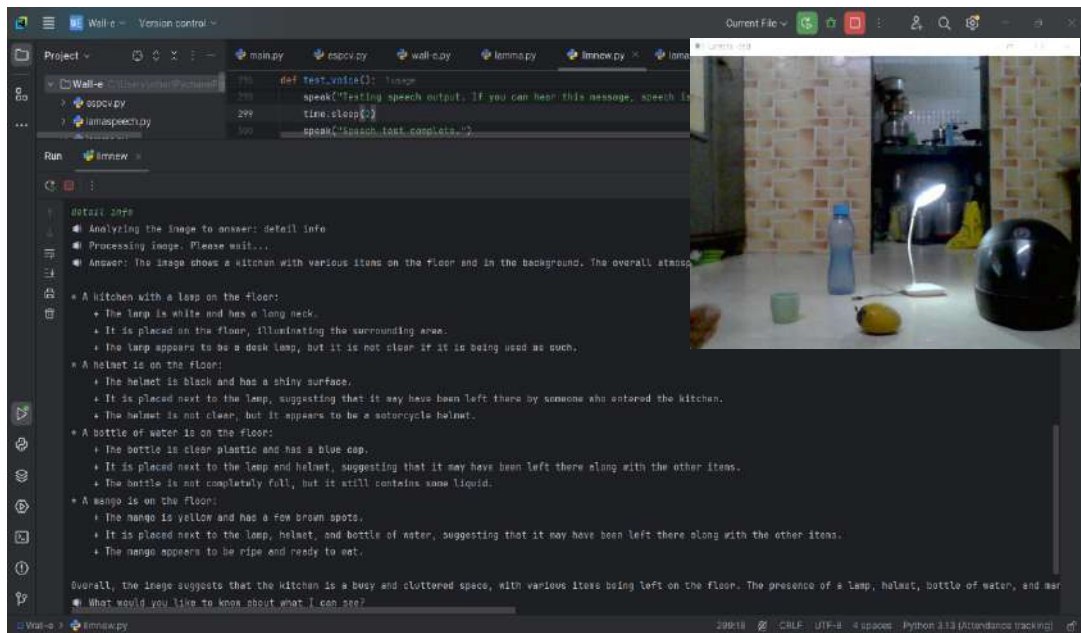 WE Wall-e Version control
Current File
Project
main.py espcv.py wall-e.py lamma.py llmnew.py
Wall-e
espcv.py
lamaspeech.py
298 def test_voice(): 1 usage
speak("Testing speech output. If you can hear this message, speech is
299 time.sleep(2)
300 speak("Speech test complete.")
Run llmnew
detail info
Analyzing the image to answer: detail info
Processing image. Please wait...
Answer: The image shows a kitchen with various items on the floor and in the background. The overall atmosp
* A kitchen with a lamp on the floor:
+ The lamp is white and has a long neck.
+ It is placed on the floor, illuminating the surrounding area.
+ The lamp appears to be a desk lamp, but it is not clear if it is being used as such.
* A helmet is on the floor:
+ The helmet is black and has a shiny surface.
+ It is placed next to the lamp, suggesting that it may have been left there by someone who entered the kitchen.
+ The helmet is not clear, but it appears to be a motorcycle helmet.
* A bottle of water is on the floor:
+ The bottle is clear plastic and has a blue cap.
+ It is placed next to the lamp and helmet, suggesting that it may have been left there along with the other items.
+ The bottle is not completely full, but it still contains some liquid.
* A mango is on the floor:
+ The mango is yellow and has a few brown spots.
+ It is placed next to the lamp, helmet, and bottle of water, suggesting that it may have been left there along with the other items.
+ The mango appears to be ripe and ready to eat.
Overall, the image suggests that the kitchen is a busy and cluttered space, with various items being left on the floor. The presence of a lamp, helmet, bottle of water, and man
What would you like to know about what I can see?
Wall-e > llmnew.py
299:18 CRLF UTF-8 4 spaces Python 3.13 (Attendance tracking)